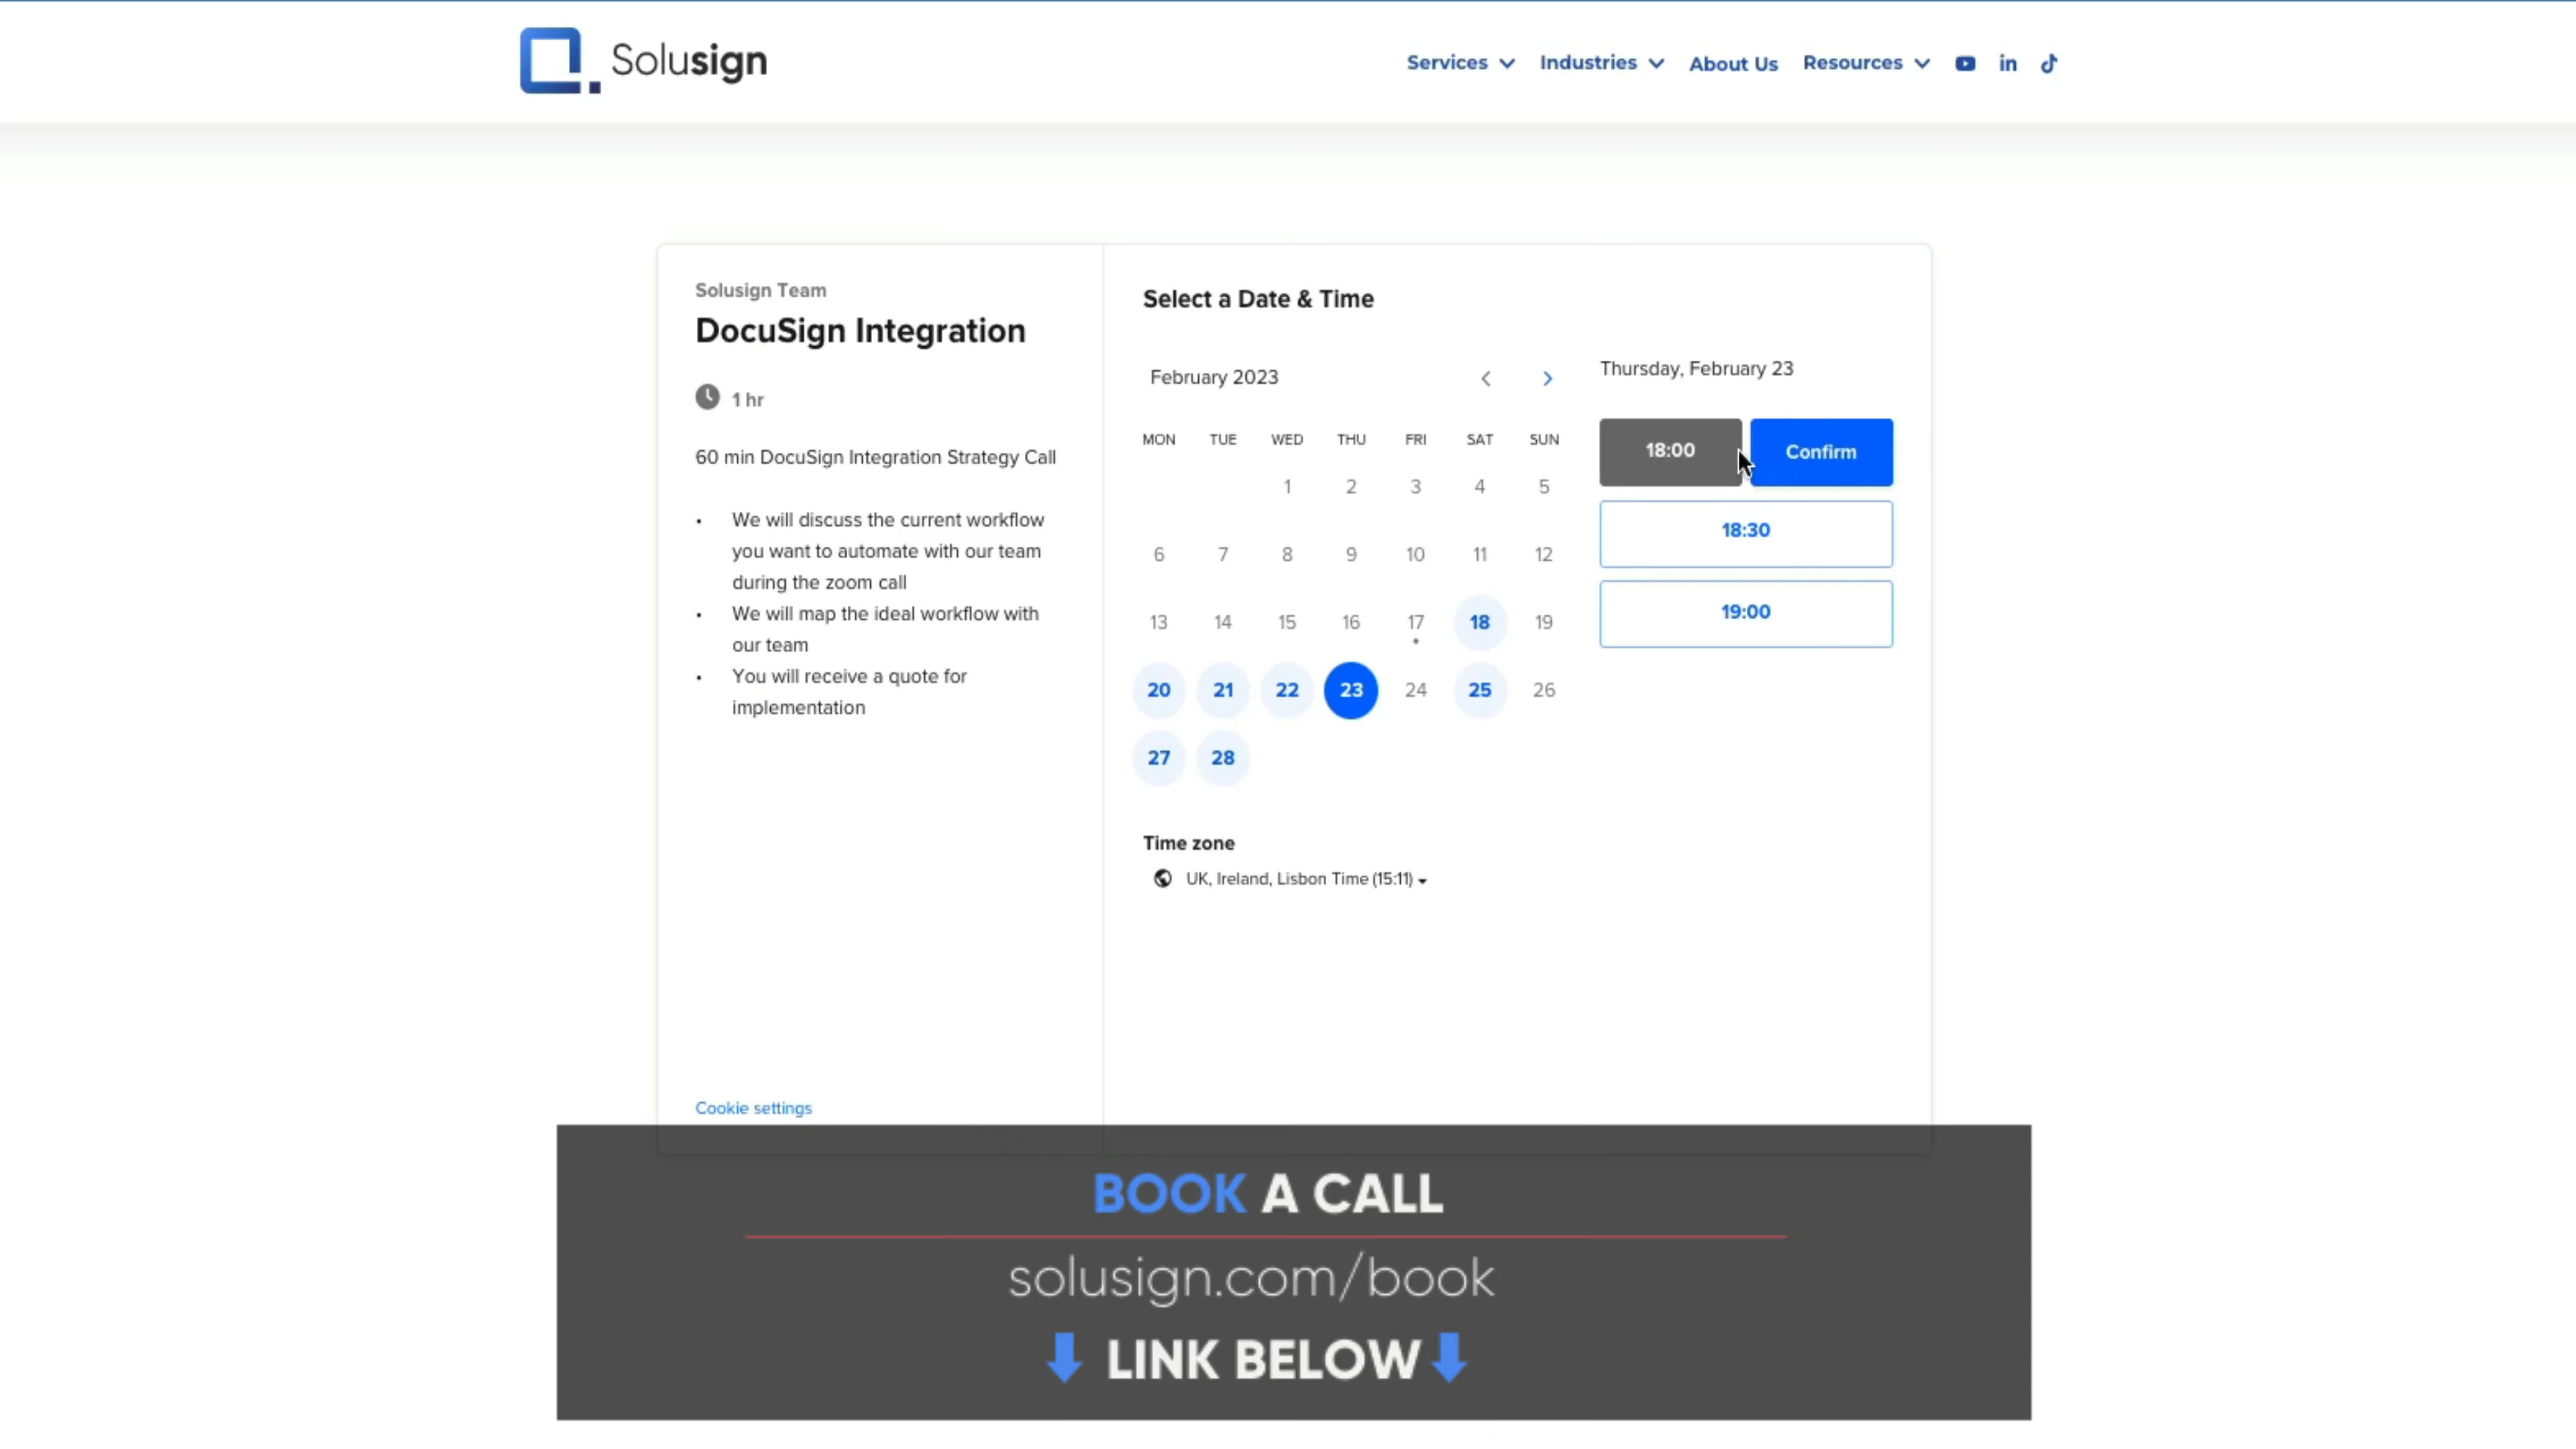 Solusign
Services Industries About Us Resources in
Solusign Team
DocuSign Integration
1 hr
60 min DocuSign Integration Strategy Call
• We will discuss the current workflow
you want to automate with our team
during the zoom call
• We will map the ideal workflow with
our team
• You will receive a quote for
implementation
Cookie settings
Select a Date & Time
February 2023
MON TUE WED THU FRI SAT SUN
1 2 3 4 5
6 7 8 9 10 11 12
13 14 15 16 17 18 19
20 21 22 23 24 25 26
27 28
Time zone
UK, Ireland, Lisbon Time (15:11)
Thursday, February 23
18:00 Confirm
18:30
19:00
BOOK A CALL
solusign.com/book
LINK BELOW